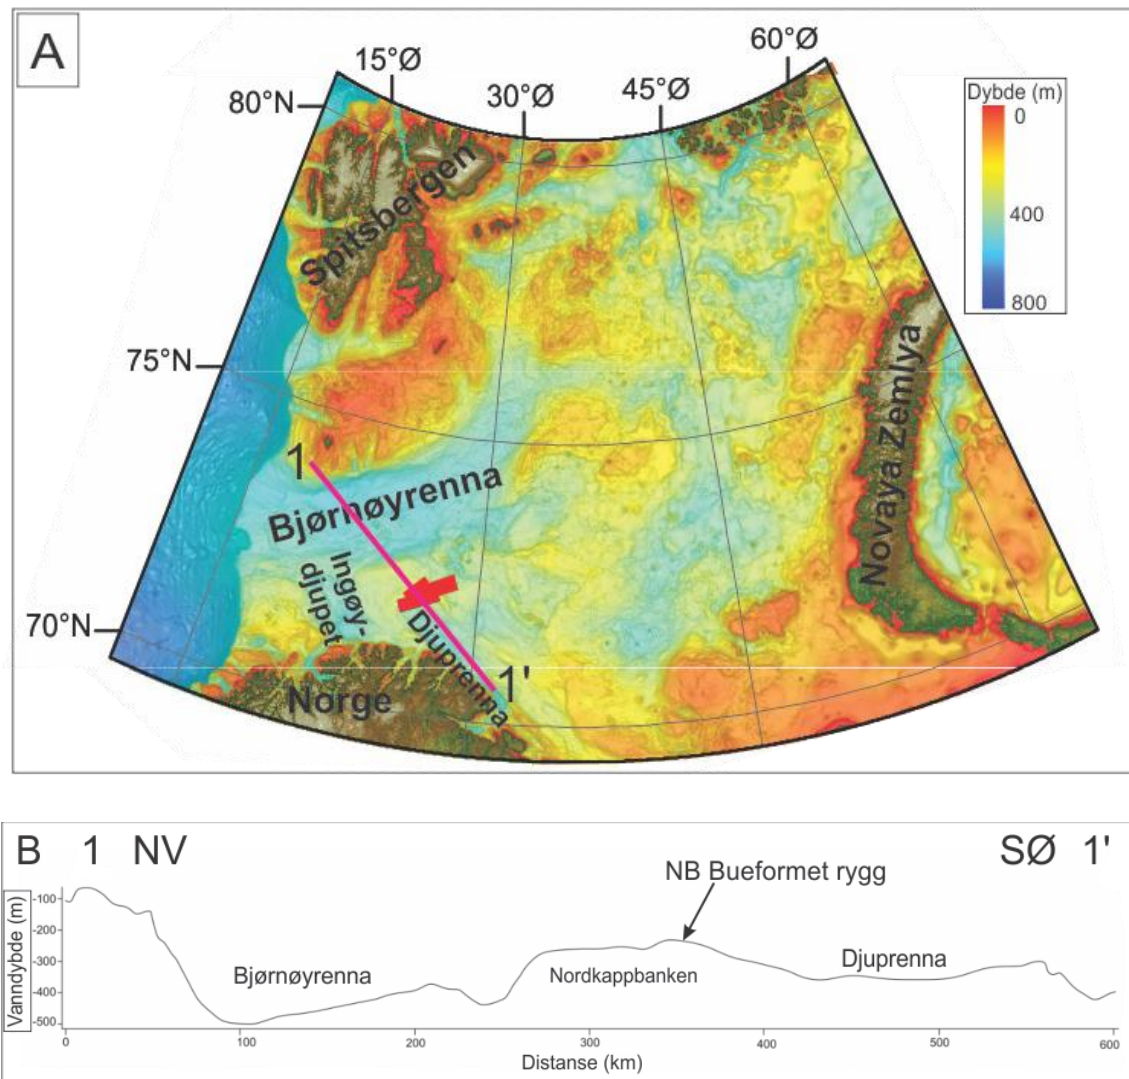 A
15°Ø
30°Ø
45°Ø
60°Ø
80°N
75°N
70°N
Dybde (m)
0
400
800
Spitsbergen
Novaya Zemlya
1
Bjørnøyrenna
Ingøy-
djupet
Djuprenna
1'
Norge
B 1 NV
SØ 1'
NB Bueformet rygg
Vanndybde (m)
-100
-200
-300
-400
-500
Bjørnøyrenna
Nordkappbanken
Djuprenna
0 100 200 300 400 500 600
Distanse (km)